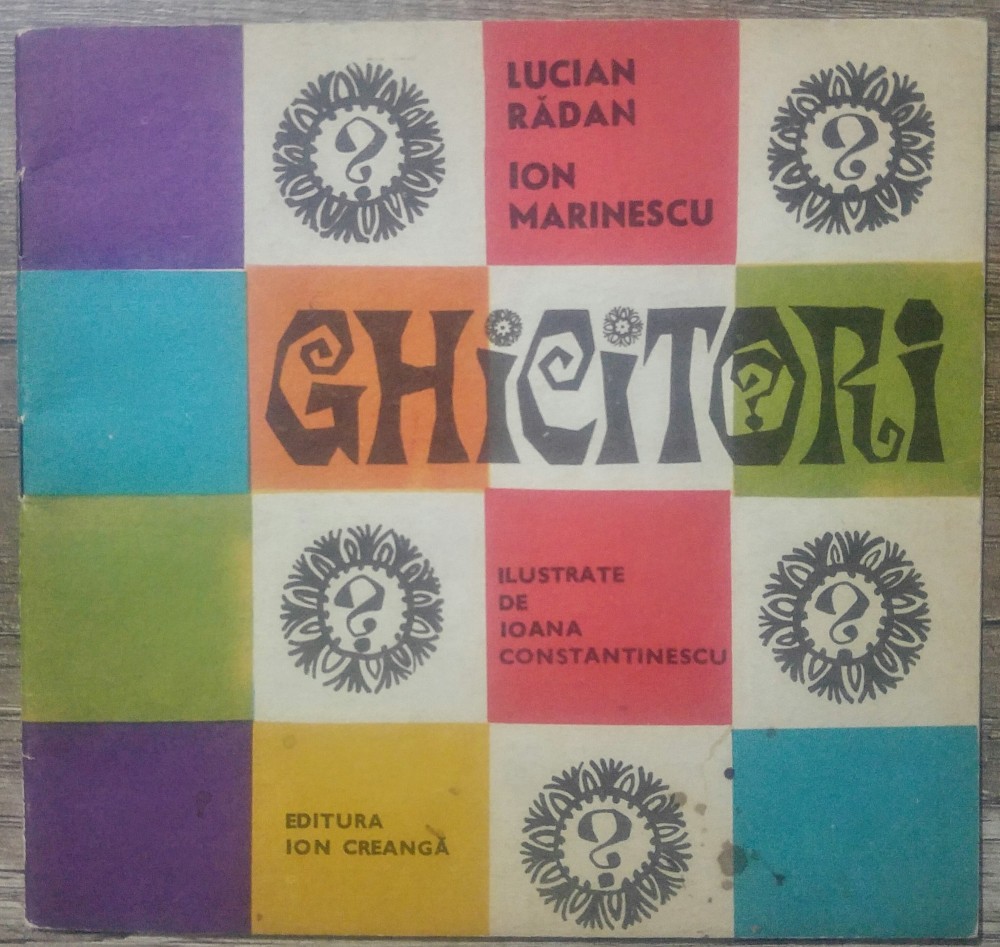 ?
?
LUCIAN
RĂDAN
ION
MARINESCU
GHiCiTORi
?
?
?
ILUSTRATE
DE
IOANA
CONSTANTINESCU
EDITURA
ION CREANGĂ
?